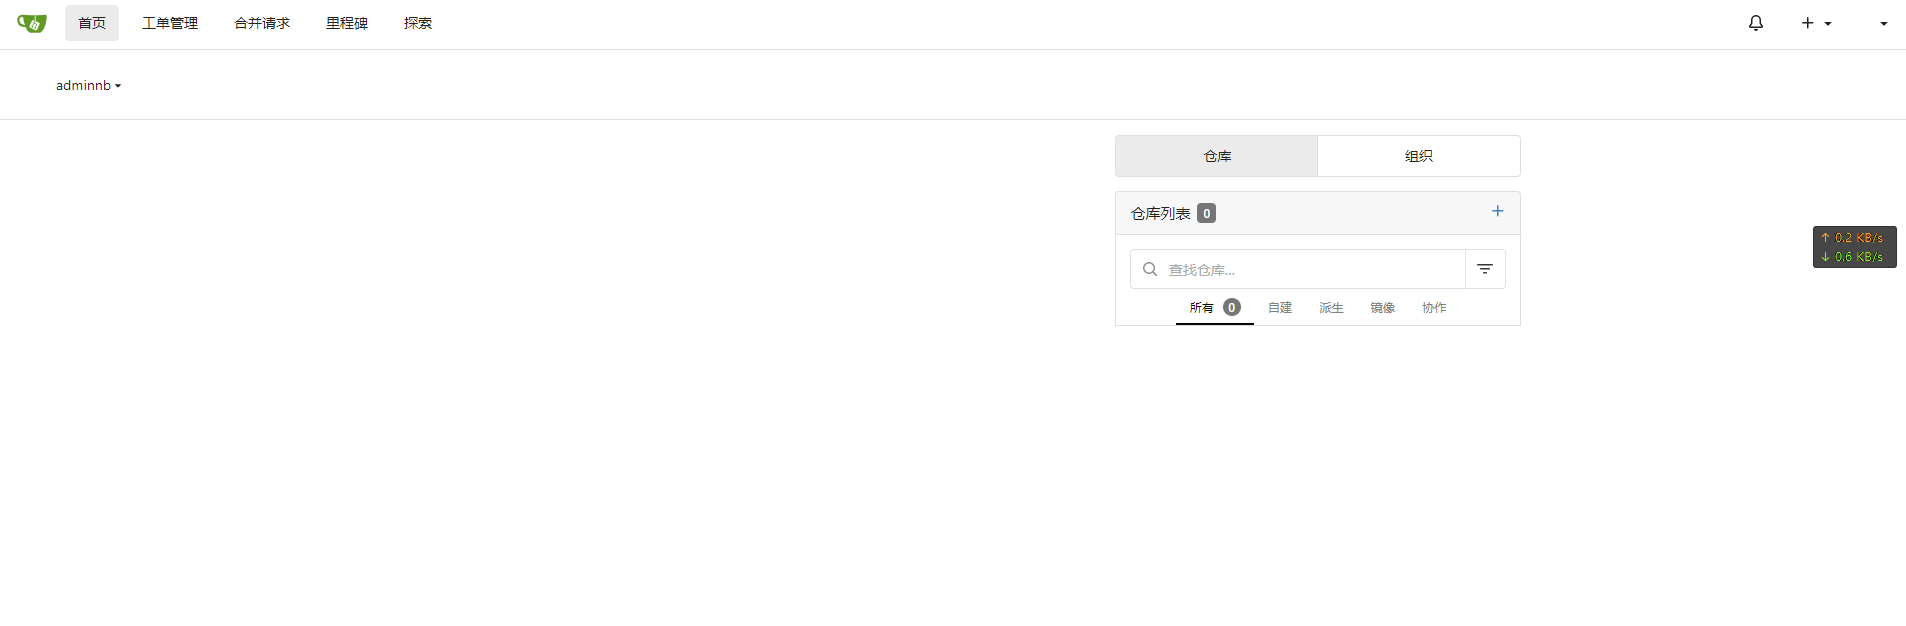 首页 工单管理 合并请求 里程碑 探索
adminnb
仓库 组织
仓库列表 0
查找仓库...
所有 0 自建 派生 镜像 协作
↑ 0.2 KB/s
↓ 0.6 KB/s